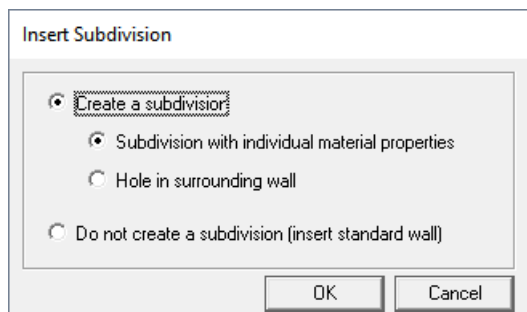 Insert Subdivision
Create a subdivision
Subdivision with individual material properties
Hole in surrounding wall
Do not create a subdivision (insert standard wall)
OK
Cancel